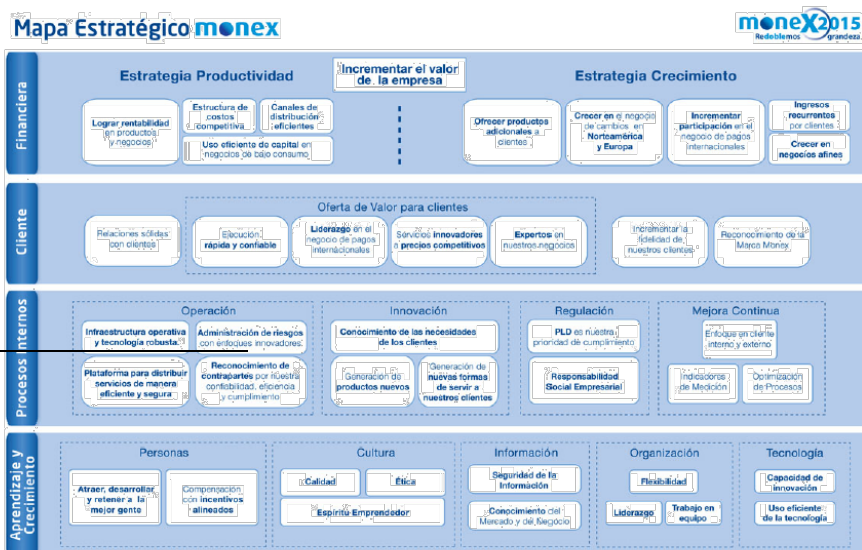 Mapa Estratégico monex
monex2015
Redoblemos grandeza
Financiera
Estrategia Productividad
Incrementar el valor
de la empresa
Estrategia Crecimiento
Lograr rentabilidad
en productos
y negocios
Estructura de
costos
competitiva
Canales de
distribución
eficientes
Uso eficiente de capital en
negocios de bajo consumo
Ofrecer productos
adicionales a
clientes
Crecer en el negocio
de cambios en
Norteamérica
y Europa
Incrementar
participación en el
negocio de pagos
internacionales
Ingresos
recurrentes
por clientes
Crecer en
negocios afines
Cliente
Oferta de Valor para clientes
Relaciones sólidas
con clientes
Ejecución
rápida y confiable
Liderazgo en el
negocio de pagos
internacionales
Servicios innovadores
a precios competitivos
Expertos en
nuestros negocios
Incrementar la
fidelidad de
nuestros clientes
Reconocimiento de la
Marca Monex
Procesos Internos
Operación
Infraestructura operativa
y tecnología robusta
Administración de riesgos
con enfoques innovadores
Plataforma para distribuir
servicios de manera
eficiente y segura
Reconocimiento de
contrapartes por nuestra
confiabilidad, eficiencia
y cumplimiento
Innovación
Conocimiento de las necesidades
de los clientes
Generación de
productos nuevos
Generación de
nuevas formas
de servir a
nuestros clientes
Regulación
PLD es nuestra
prioridad de cumplimiento
Responsabilidad
Social Empresarial
Mejora Continua
Enfoque en cliente
interno y externo
Indicadores
de Medición
Optimización
de Procesos
Aprendizaje y
Crecimiento
Personas
Atraer, desarrollar
y retener a la
mejor gente
Compensación
con incentivos
alineados
Cultura
Calidad
Ética
Espíritu Emprendedor
Información
Seguridad de la
Información
Conocimiento del
Mercado y del Negocio
Organización
Flexibilidad
Liderazgo
Trabajo en
equipo
Tecnología
Capacidad de
innovación
Uso eficiente
de la tecnología